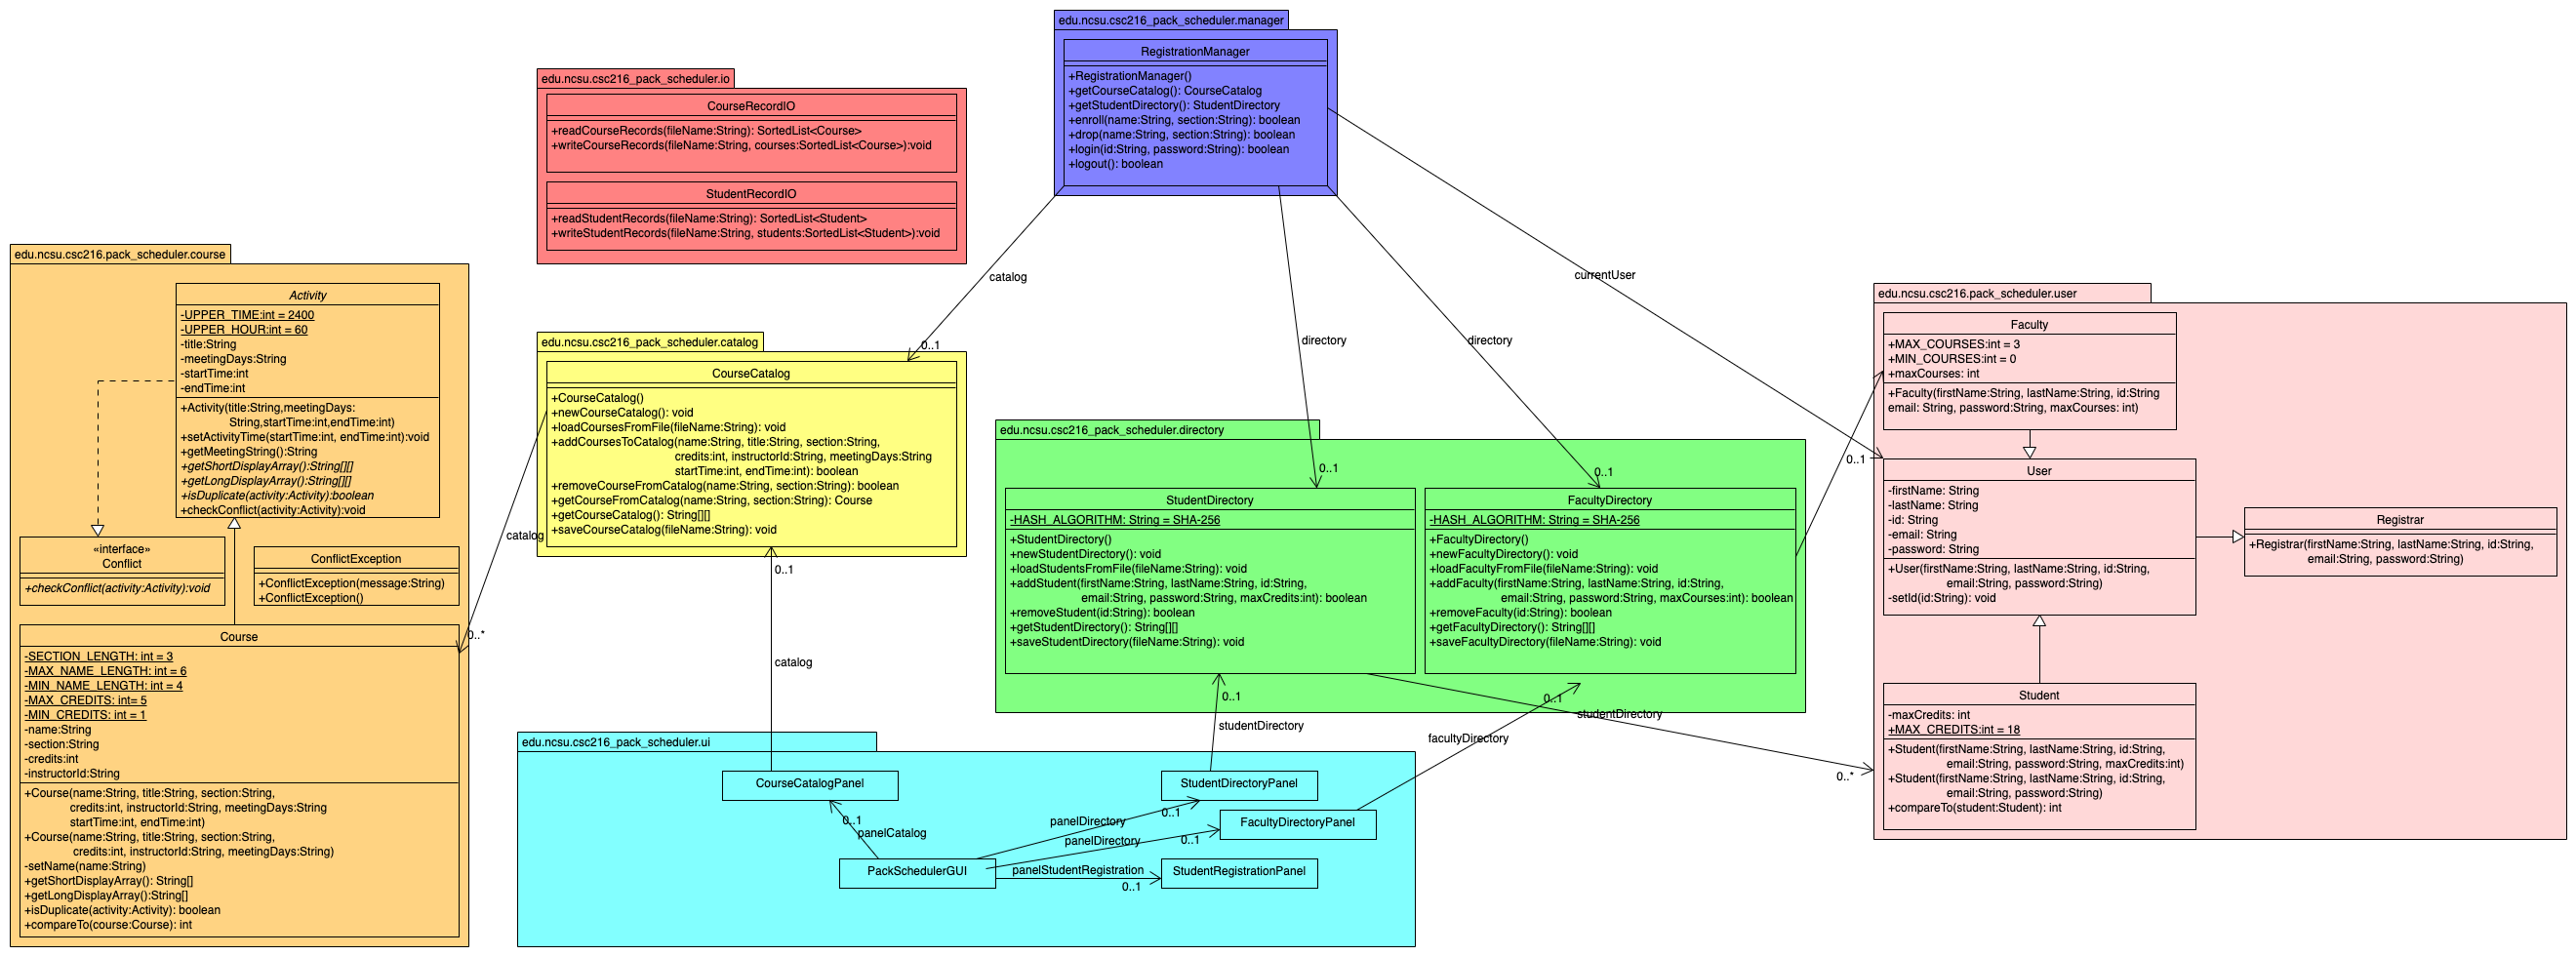 edu.ncsu.csc216_pack_scheduler.manager
RegistrationManager
+RegistrationManager()
+getCourseCatalog(): CourseCatalog
+getStudentDirectory(): StudentDirectory
+enroll(name:String, section:String): boolean
+drop(name:String, section:String): boolean
+login(id:String, password:String): boolean
+logout(): boolean
edu.ncsu.csc216_pack_scheduler.io
CourseRecordIO
+readCourseRecords(fileName:String): SortedList<Course>
+writeCourseRecords(fileName:String, courses:SortedList<Course>):void
StudentRecordIO
+readStudentRecords(fileName:String): SortedList<Student>
+writeStudentRecords(fileName:String, students:SortedList<Student>):void
catalog
0..1
directory
0..1
directory
0..1
currentUser
0..1
edu.ncsu.csc216.pack_scheduler.course
Activity
-UPPER_TIME:int = 2400
-UPPER_HOUR:int = 60
-title:String
-meetingDays:String
-startTime:int
-endTime:int
+Activity(title:String,meetingDays:
String,startTime:int,endTime:int)
+setActivityTime(startTime:int, endTime:int):void
+getMeetingString():String
+getShortDisplayArray():String[][]
+getLongDisplayArray():String[][]
+isDuplicate(activity:Activity):boolean
+checkConflict(activity:Activity):void
«interface»
Conflict
+checkConflict(activity:Activity):void
ConflictException
+ConflictException(message:String)
+ConflictException()
Course
-SECTION_LENGTH: int = 3
-MAX_NAME_LENGTH: int = 6
-MIN_NAME_LENGTH: int = 4
-MAX_CREDITS: int= 5
-MIN_CREDITS: int = 1
-name:String
-section:String
-credits:int
-instructorId:String
+Course(name:String, title:String, section:String,
credits:int, instructorId:String, meetingDays:String
startTime:int, endTime:int)
+Course(name:String, title:String, section:String,
credits:int, instructorId:String, meetingDays:String)
-setName(name:String)
+getShortDisplayArray(): String[]
+getLongDisplayArray():String[]
+isDuplicate(activity:Activity): boolean
+compareTo(course:Course): int
catalog
0..*
edu.ncsu.csc216_pack_scheduler.catalog
CourseCatalog
+CourseCatalog()
+newCourseCatalog(): void
+loadCoursesFromFile(fileName:String): void
+addCoursesToCatalog(name:String, title:String, section:String,
credits:int, instructorId:String, meetingDays:String
startTime:int, endTime:int): boolean
+removeCourseFromCatalog(name:String, section:String): boolean
+getCourseFromCatalog(name:String, section:String): Course
+getCourseCatalog(): String[][]
+saveCourseCatalog(fileName:String): void
0..1
catalog
edu.ncsu.csc216_pack_scheduler.directory
StudentDirectory
-HASH_ALGORITHM: String = SHA-256
+StudentDirectory()
+newStudentDirectory(): void
+loadStudentsFromFile(fileName:String): void
+addStudent(firstName:String, lastName:String, id:String,
email:String, password:String, maxCredits:int): boolean
+removeStudent(id:String): boolean
+getStudentDirectory(): String[][]
+saveStudentDirectory(fileName:String): void
FacultyDirectory
-HASH_ALGORITHM: String = SHA-256
+FacultyDirectory()
+newFacultyDirectory(): void
+loadFacultyFromFile(fileName:String): void
+addFaculty(firstName:String, lastName:String, id:String,
email:String, password:String, maxCourses:int): boolean
+removeFaculty(id:String): boolean
+getFacultyDirectory(): String[][]
+saveFacultyDirectory(fileName:String): void
0..1
studentDirectory
0..1
facultyDirectory
studentDirectory
0..*
edu.ncsu.csc216.pack_scheduler.user
Faculty
+MAX_COURSES:int = 3
+MIN_COURSES:int = 0
+maxCourses: int
+Faculty(firstName:String, lastName:String, id:String
email: String, password:String, maxCourses: int)
User
-firstName: String
-lastName: String
-id: String
-email: String
-password: String
+User(firstName:String, lastName:String, id:String,
email:String, password:String)
-setId(id:String): void
Registrar
+Registrar(firstName:String, lastName:String, id:String,
email:String, password:String)
Student
-maxCredits: int
+MAX_CREDITS:int = 18
+Student(firstName:String, lastName:String, id:String,
email:String, password:String, maxCredits:int)
+Student(firstName:String, lastName:String, id:String,
email:String, password:String)
+compareTo(student:Student): int
edu.ncsu.csc216_pack_scheduler.ui
CourseCatalogPanel
StudentDirectoryPanel
FacultyDirectoryPanel
PackSchedulerGUI
StudentRegistrationPanel
0..1
panelCatalog
panelDirectory
0..1
panelDirectory
0..1
panelStudentRegistration
0..1